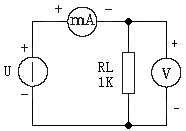 + mA -
+ U -
RL
1K
+ V -